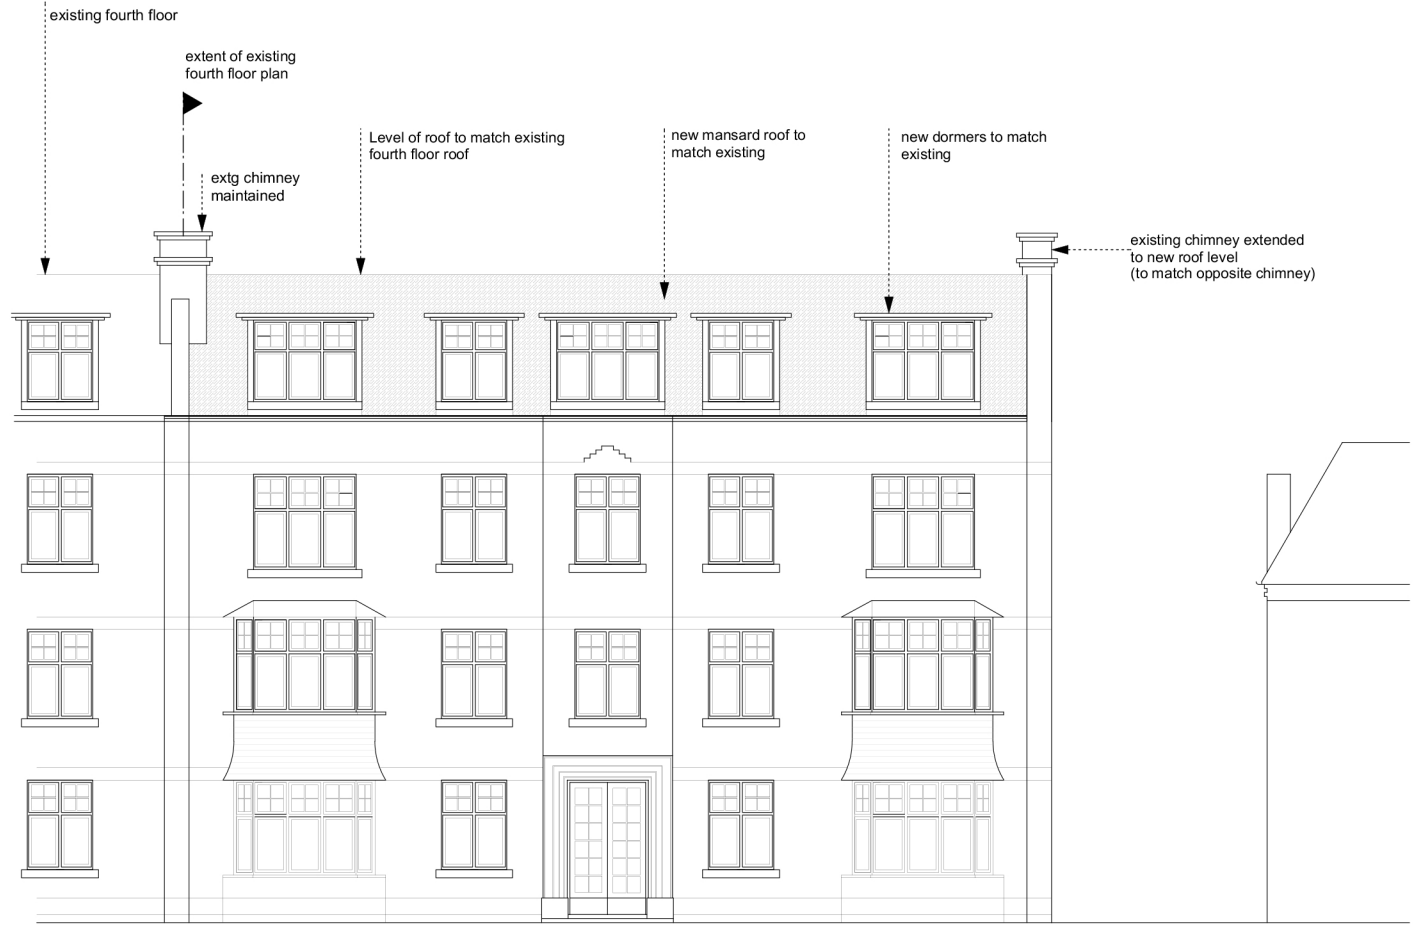 existing fourth floor
extent of existing
fourth floor plan
Level of roof to match existing
fourth floor roof
new mansard roof to
match existing
new dormers to match
existing
extg chimney
maintained
existing chimney extended
to new roof level
(to match opposite chimney)